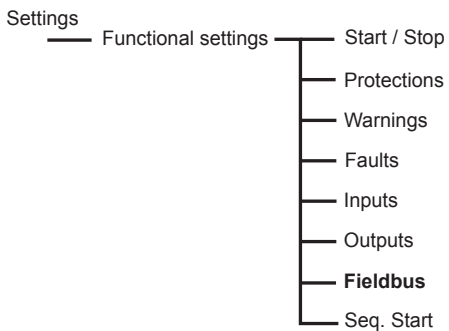 Settings
Functional settings
Start / Stop
Protections
Warnings
Faults
Inputs
Outputs
Fieldbus
Seq. Start